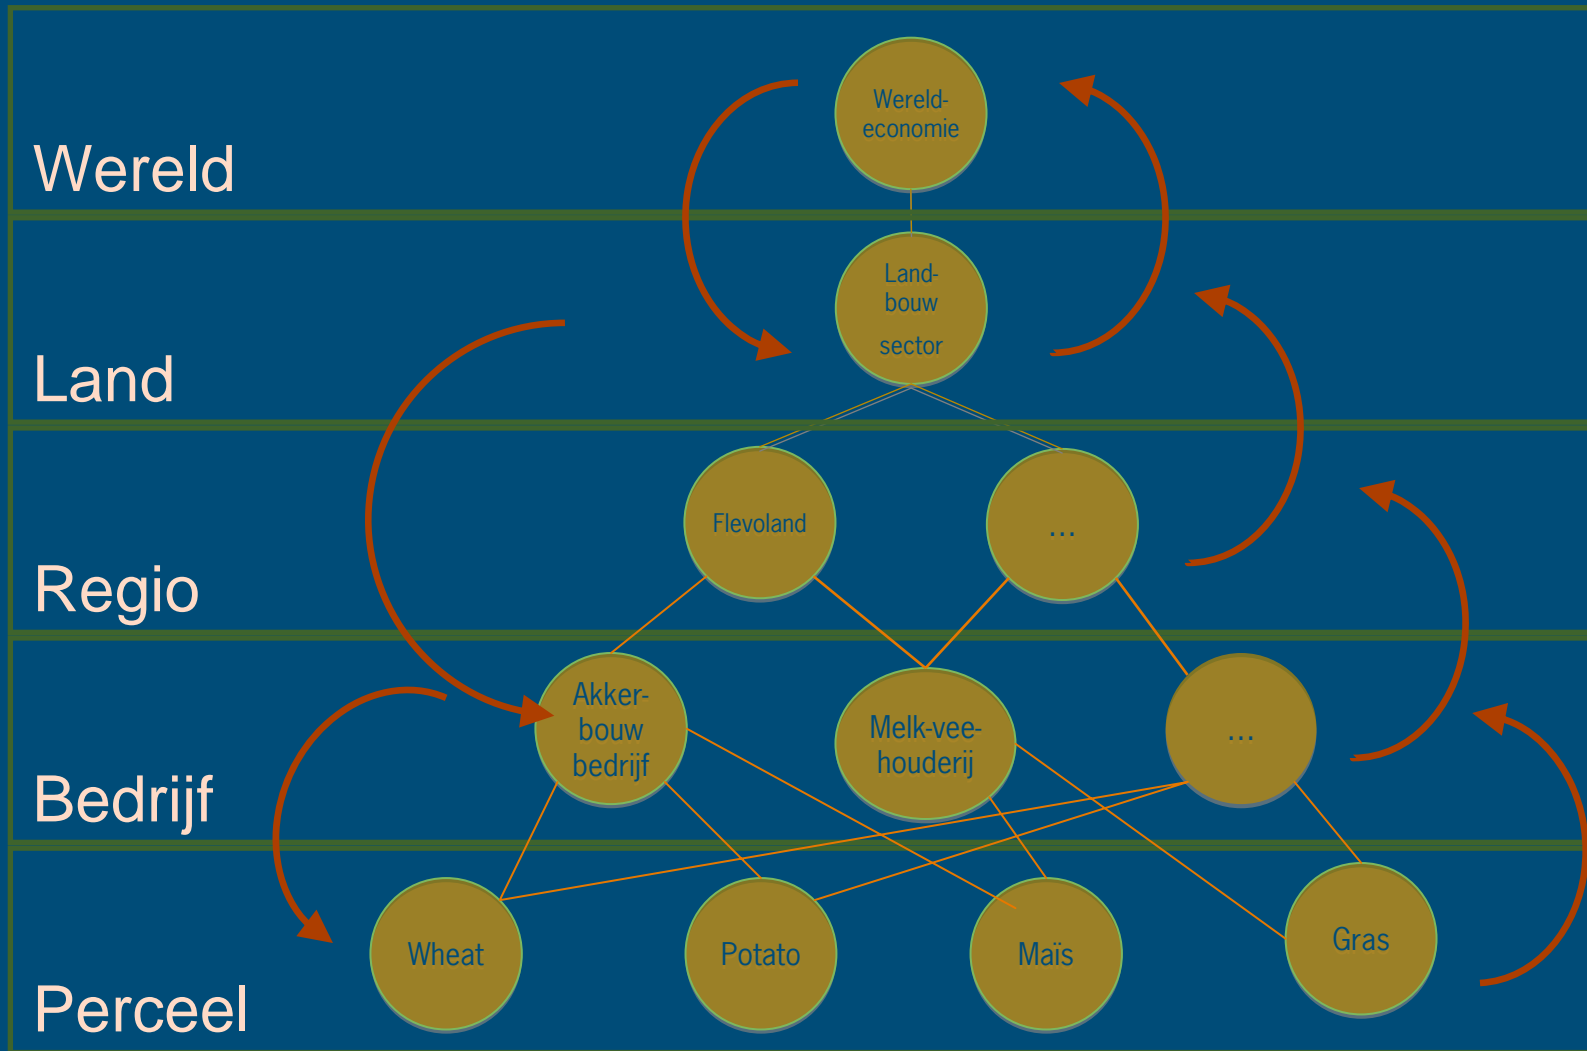 Wereld-
economie
Wereld
Land-
bouw
sector
Land
Flevoland
...
Regio
Akker-
bouw
bedrijf
Melk-vee-
houderij
...
Bedrijf
Wheat
Potato
Maïs
Gras
Perceel